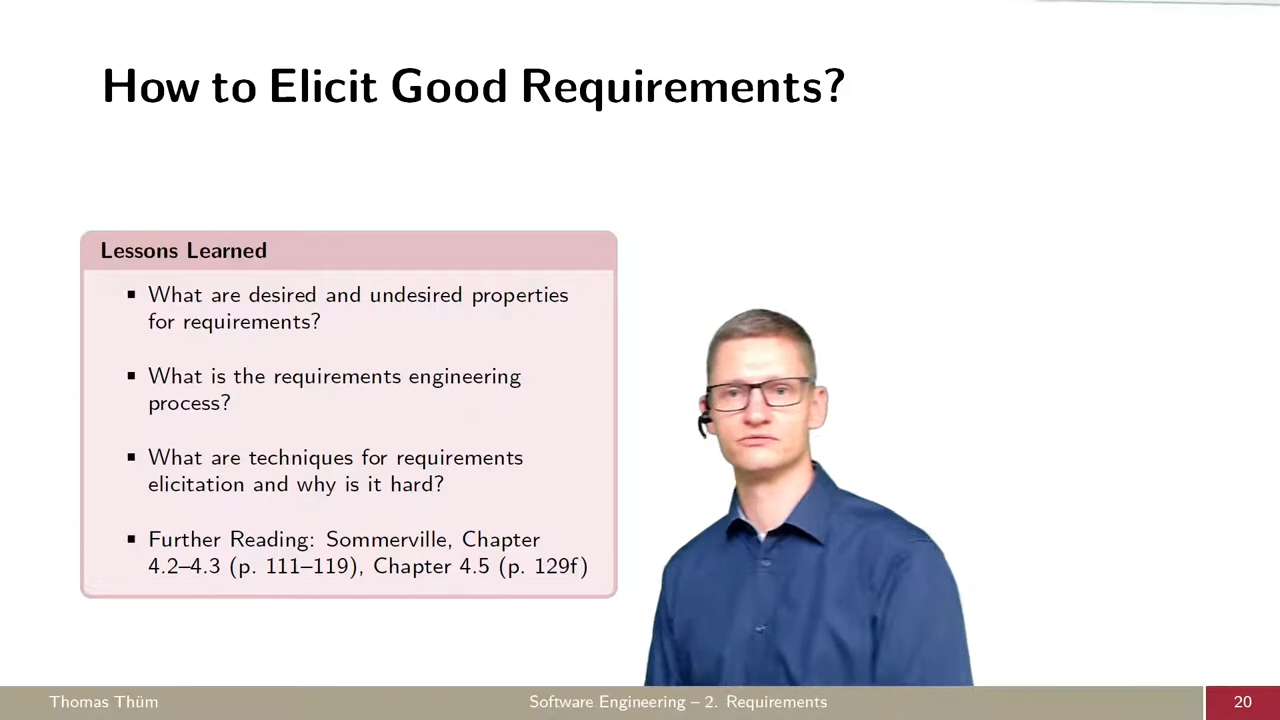 How to Elicit Good Requirements?
Lessons Learned
▪ What are desired and undesired properties
for requirements?
▪ What is the requirements engineering
process?
▪ What are techniques for requirements
elicitation and why is it hard?
▪ Further Reading: Sommerville, Chapter
4.2–4.3 (p. 111–119), Chapter 4.5 (p. 129f)
Thomas Thüm
Software Engineering – 2. Requirements
20